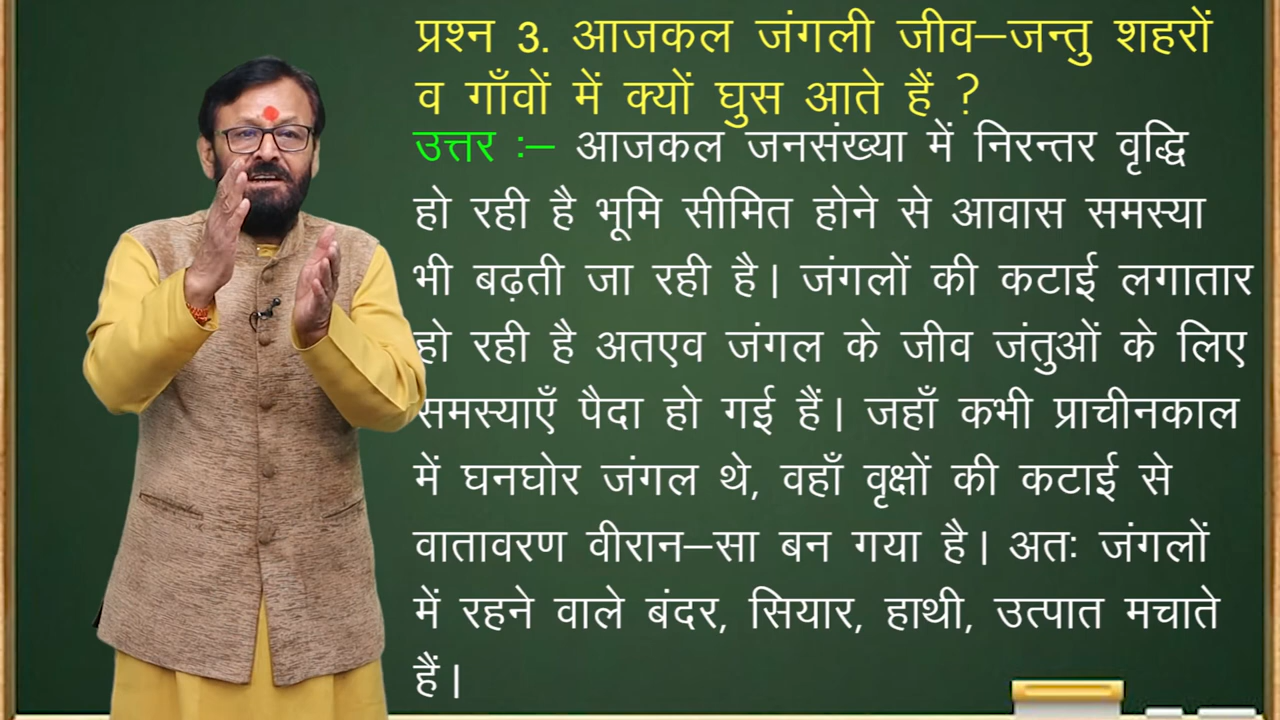 प्रश्न 3. आजकल जंगली जीव–जन्तु शहरों
व गाँवों में क्यों घुस आते हैं ?
उत्तर :– आजकल जनसंख्या में निरन्तर वृद्धि
हो रही है भूमि सीमित होने से आवास समस्या
भी बढ़ती जा रही है। जंगलों की कटाई लगातार
हो रही है अतएव जंगल के जीव जंतुओं के लिए
समस्याएँ पैदा हो गई हैं। जहाँ कभी प्राचीनकाल
में घनघोर जंगल थे, वहाँ वृक्षों की कटाई से
वातावरण वीरान–सा बन गया है। अतः जंगलों
में रहने वाले बंदर, सियार, हाथी, उत्पात मचाते
हैं।